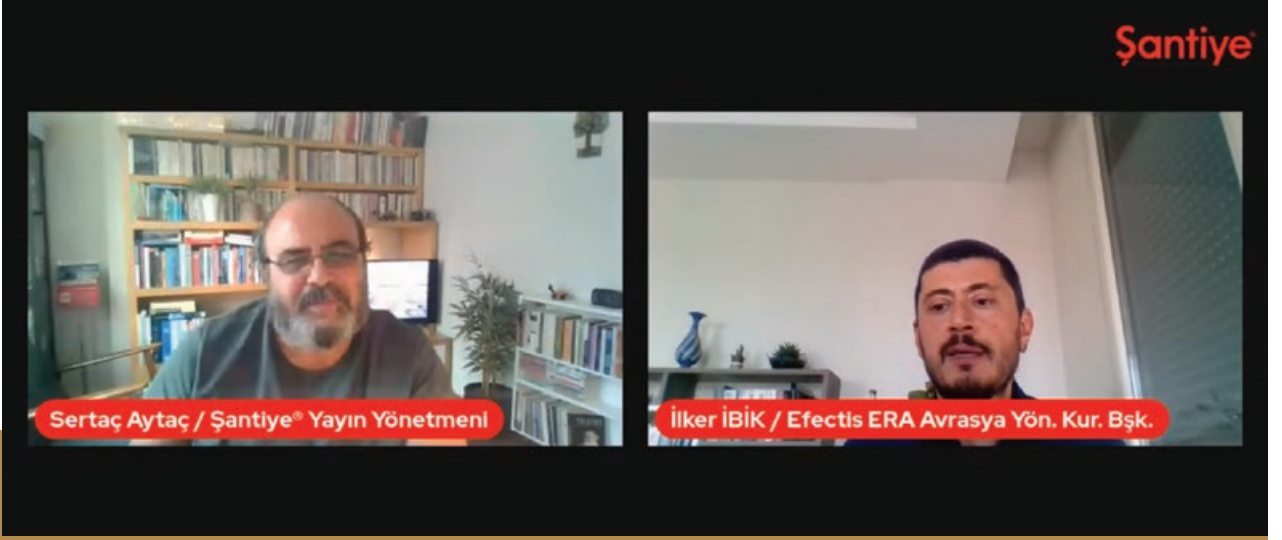 Şantiye®
Sertaç Aytaç / Şantiye® Yayın Yönetmeni
İlker İBİK / Efectis ERA Avrasya Yön. Kur. Bşk.